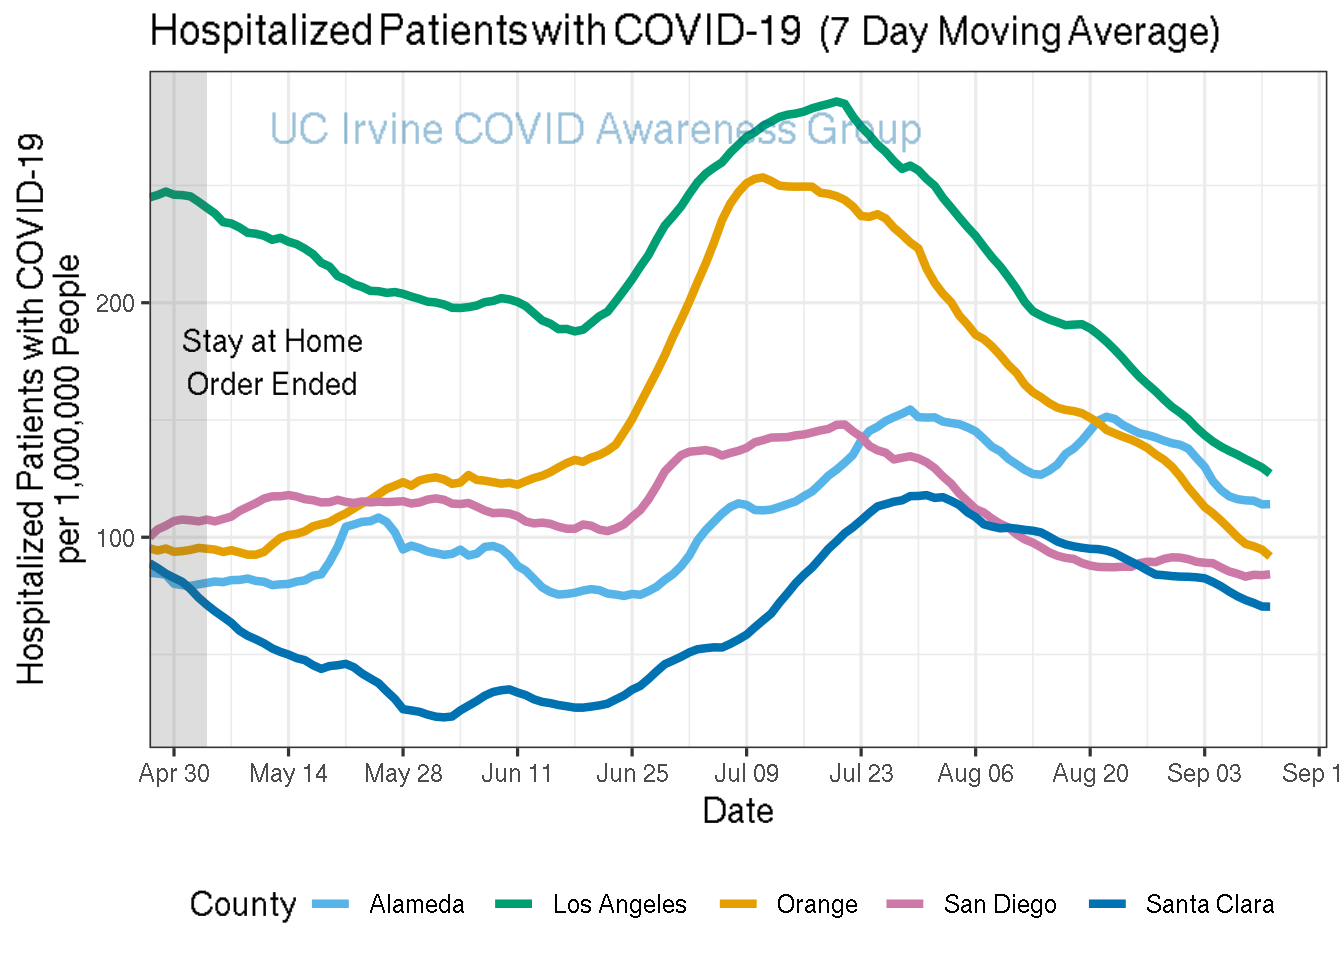 Hospitalized Patients with COVID-19 (7 Day Moving Average)
UC Irvine COVID Awareness Group
Hospitalized Patients with COVID-19
per 1,000,000 People
200
100
Stay at Home
Order Ended
Apr 30 May 14 May 28 Jun 11 Jun 25 Jul 09 Jul 23 Aug 06 Aug 20 Sep 03 Sep 1
Date
County Alameda Los Angeles Orange San Diego Santa Clara